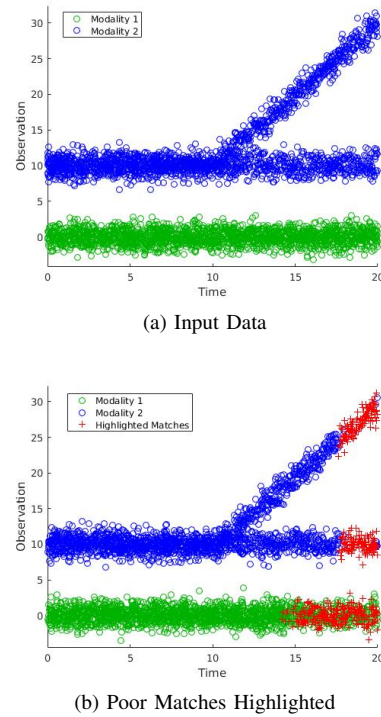 Modality 1
Modality 2
30
25
20
15
10
5
0
Observation
0 5 10 15 20
Time
(a) Input Data
Modality 1
Modality 2
Highlighted Matches
30
25
20
15
10
5
0
Observation
0 5 10 15 20
Time
(b) Poor Matches Highlighted